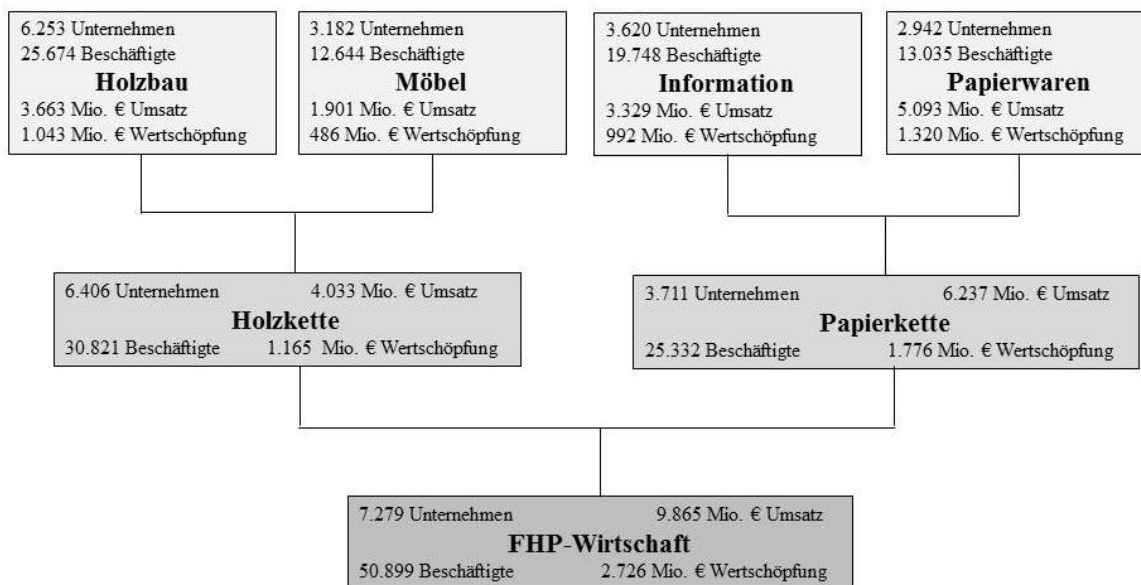 6.253 Unternehmen
25.674 Beschäftigte
Holzbau
3.663 Mio. € Umsatz
1.043 Mio. € Wertschöpfung
3.182 Unternehmen
12.644 Beschäftigte
Möbel
1.901 Mio. € Umsatz
486 Mio. € Wertschöpfung
3.620 Unternehmen
19.748 Beschäftigte
Information
3.329 Mio. € Umsatz
992 Mio. € Wertschöpfung
2.942 Unternehmen
13.035 Beschäftigte
Papierwaren
5.093 Mio. € Umsatz
1.320 Mio. € Wertschöpfung
6.406 Unternehmen 4.033 Mio. € Umsatz
Holzkette
30.821 Beschäftigte 1.165 Mio. € Wertschöpfung
3.711 Unternehmen 6.237 Mio. € Umsatz
Papierkette
25.332 Beschäftigte 1.776 Mio. € Wertschöpfung
7.279 Unternehmen 9.865 Mio. € Umsatz
FHP-Wirtschaft
50.899 Beschäftigte 2.726 Mio. € Wertschöpfung